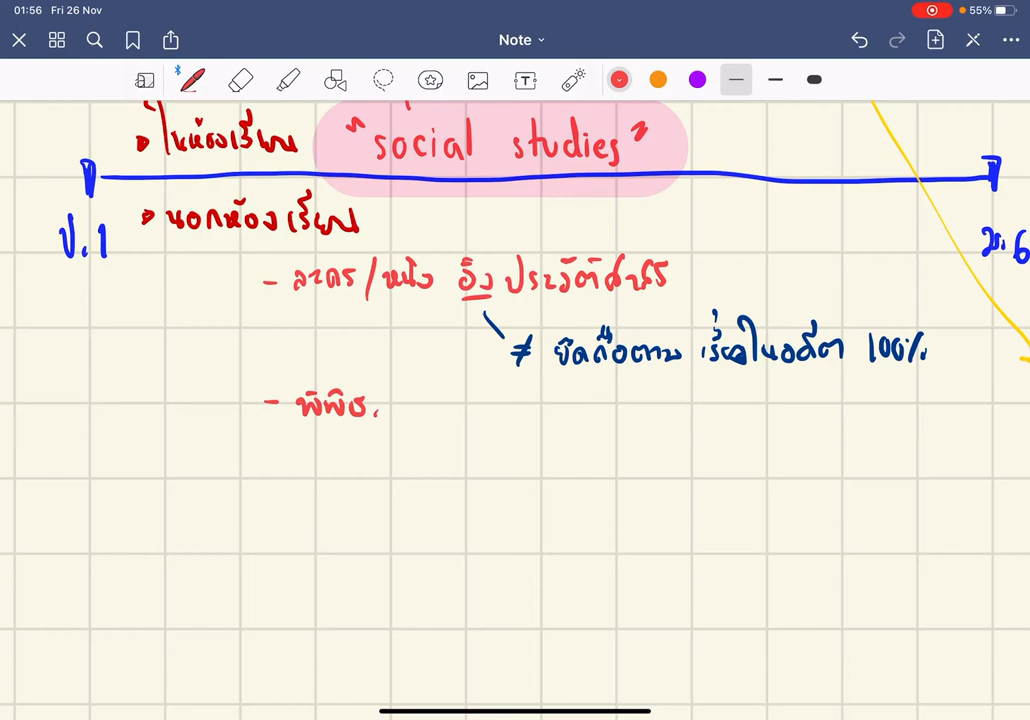 01:56 Fri 26 Nov
55%
Note
• ในห้องเรียน
"social studies"
ป.1
• นอกห้องเรียน
ม.6
- ละคร/หนัง อิง ประวัติศาสตร์
≠ ยึดถือตาม เรื่องในอดีต 100%
- พิพิธ.